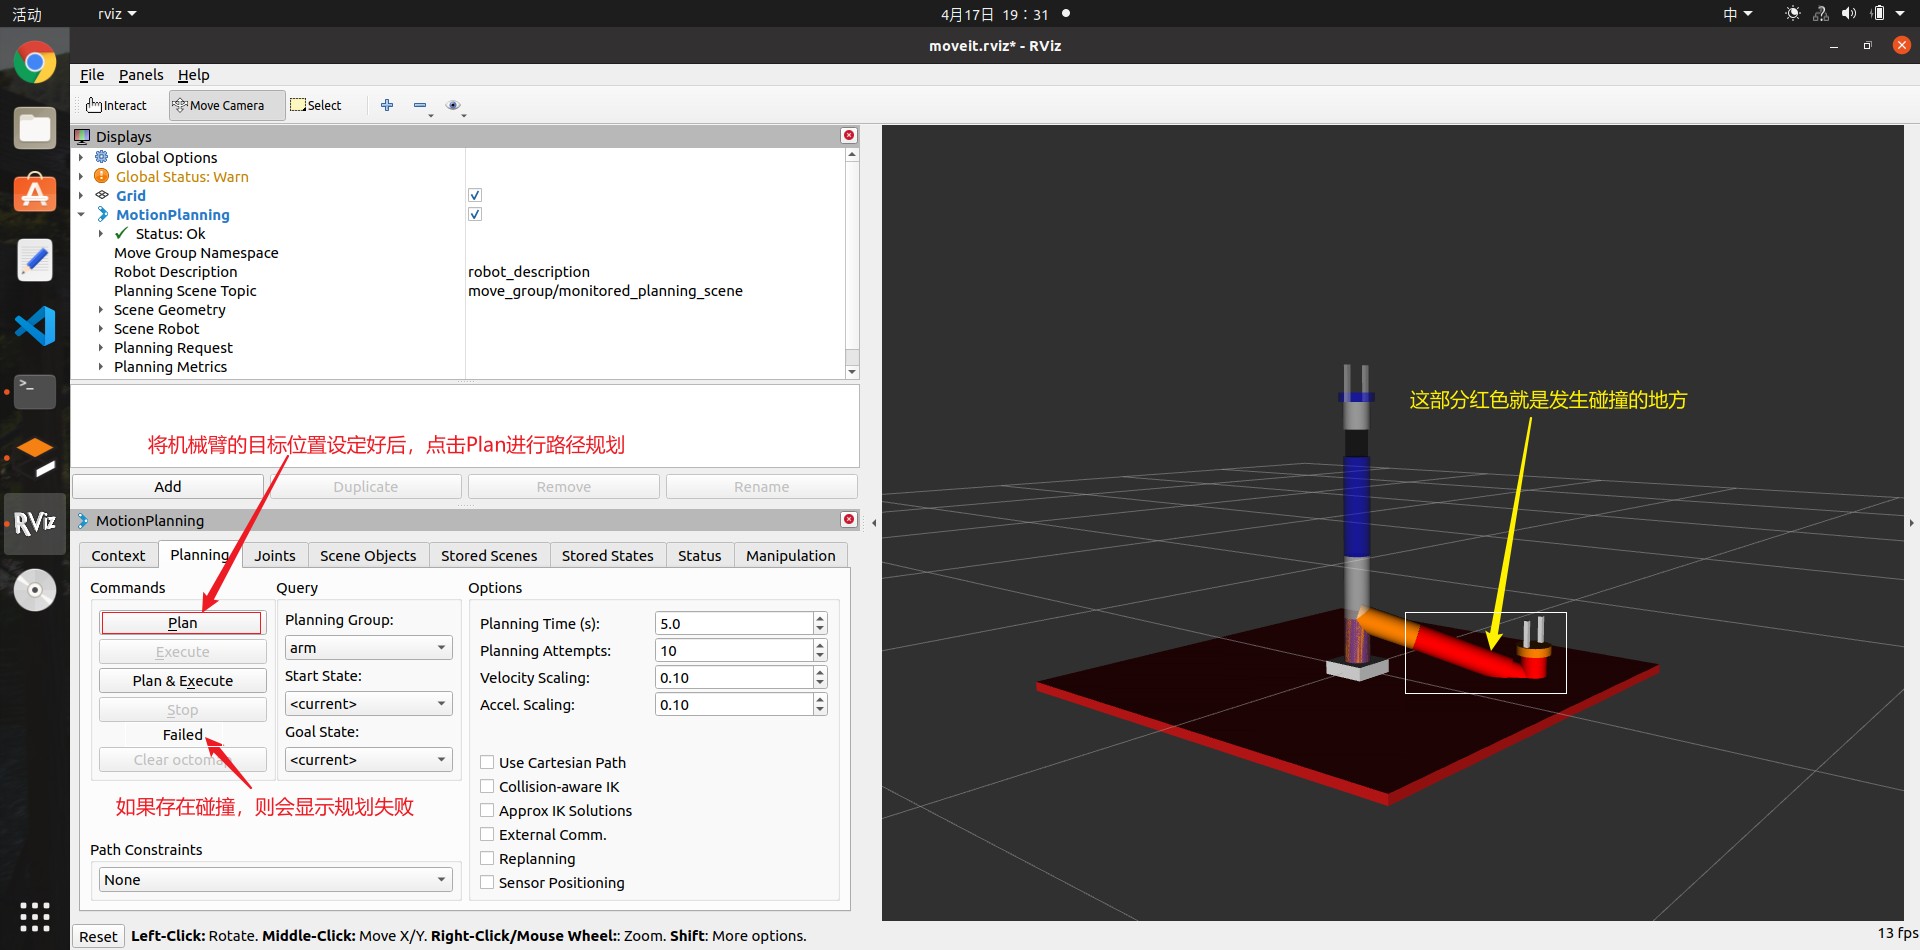 活动
rviz
4月17日 19：31
中
moveit.rviz* - RViz
File Panels Help
Interact
Move Camera
Select
Displays
Global Options
Global Status: Warn
Grid
MotionPlanning
Status: Ok
Move Group Namespace
Robot Description
robot_description
Planning Scene Topic
move_group/monitored_planning_scene
Scene Geometry
Scene Robot
Planning Request
Planning Metrics
将机械臂的目标位置设定好后，点击Plan进行路径规划
Add
Duplicate
Remove
Rename
MotionPlanning
Context
Planning
Joints
Scene Objects
Stored Scenes
Stored States
Status
Manipulation
Commands
Plan
Execute
Plan & Execute
Stop
Failed
Clear octomap
如果存在碰撞，则会显示规划失败
Query
Planning Group:
arm
Start State:
<current>
Goal State:
<current>
Options
Planning Time (s):
5.0
Planning Attempts:
10
Velocity Scaling:
0.10
Accel. Scaling:
0.10
Use Cartesian Path
Collision-aware IK
Approx IK Solutions
External Comm.
Replanning
Sensor Positioning
Path Constraints
None
这部分红色就是发生碰撞的地方
RViz
Reset
Left-Click: Rotate. Middle-Click: Move X/Y. Right-Click/Mouse Wheel:: Zoom. Shift: More options.
13 fps